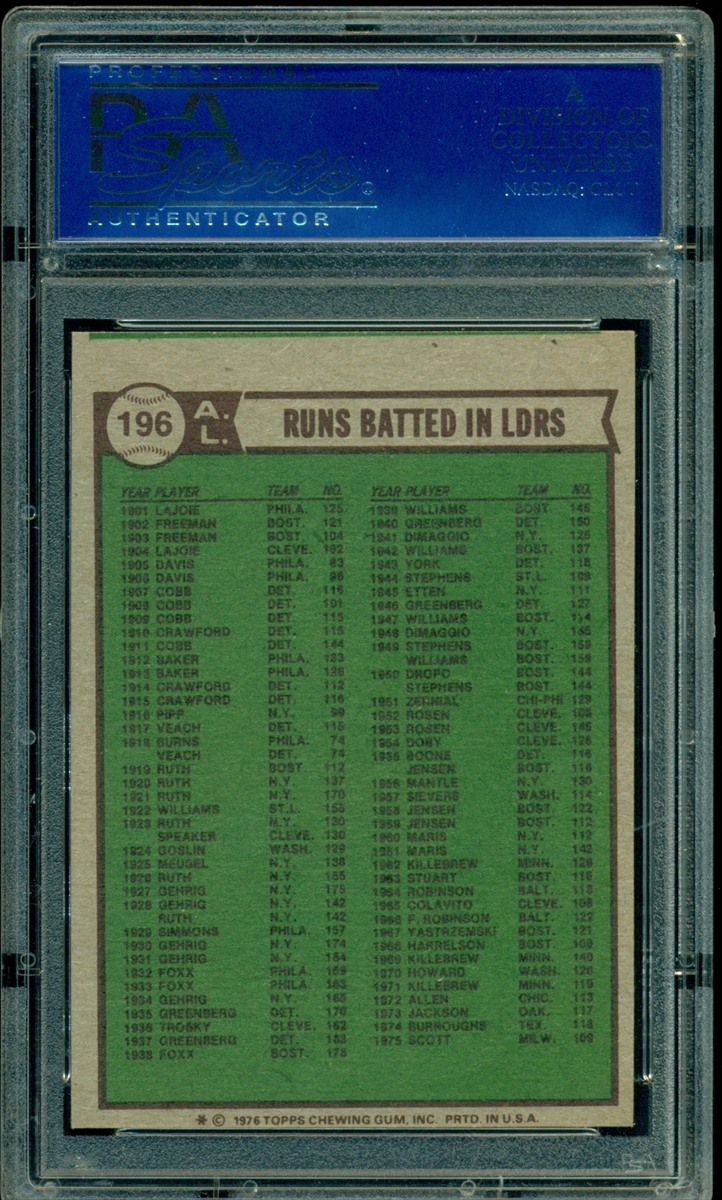 PROFESSIONAL
PSA
Sports®
AUTHENTICATOR
A
DIVISION OF
COLLECTORS
UNIVERSE
NASDAQ: CLCT
196 A.L. RUNS BATTED IN LDRS
YEAR PLAYER TEAM NO.
1901 LAJOIE PHILA. 125
1902 FREEMAN BOST. 121
1903 FREEMAN BOST. 104
1904 LAJOIE CLEVE. 102
1905 DAVIS PHILA. 83
1906 DAVIS PHILA. 96
1907 COBB DET. 116
1908 COBB DET. 101
1909 COBB DET. 115
1910 CRAWFORD DET. 115
1911 COBB DET. 144
1912 BAKER PHILA. 133
1913 BAKER PHILA. 126
1914 CRAWFORD DET. 112
1915 CRAWFORD DET. 116
1916 PIPP N.Y. 99
1917 VEACH DET. 115
1918 BURNS PHILA. 74
VEACH DET. 74
1919 RUTH BOST. 112
1920 RUTH N.Y. 137
1921 RUTH N.Y. 170
1922 WILLIAMS ST.L. 155
1923 RUTH N.Y. 130
SPEAKER CLEVE. 130
1924 GOSLIN WASH. 129
1925 MEUSEL N.Y. 138
1926 RUTH N.Y. 155
1927 GEHRIG N.Y. 175
1928 GEHRIG N.Y. 142
RUTH N.Y. 142
1929 SIMMONS PHILA. 157
1930 GEHRIG N.Y. 174
1931 GEHRIG N.Y. 184
1932 FOXX PHILA. 169
1933 FOXX PHILA. 163
1934 GEHRIG N.Y. 165
1935 GREENBERG DET. 170
1936 TROSKY CLEVE. 162
1937 GREENBERG DET. 183
1938 FOXX BOST. 175
YEAR PLAYER TEAM NO.
1939 WILLIAMS BOST. 145
1940 GREENBERG DET. 150
1941 DIMAGGIO N.Y. 125
1942 WILLIAMS BOST. 137
1943 YORK DET. 118
1944 STEPHENS ST.L. 109
1945 ETTEN N.Y. 111
1946 GREENBERG DET 127
1947 WILLIAMS BOST. 114
1948 DIMAGGIO N.Y. 155
1949 STEPHENS BOST. 159
WILLIAMS BOST. 159
1950 DROPO BOST. 144
STEPHENS BOST. 144
1951 ZERNIAL CHI-PHI 129
1952 ROSEN CLEVE. 105
1953 ROSEN CLEVE. 145
1954 DOBY CLEVE. 126
1955 BOONE DET. 116
JENSEN BOST. 116
1956 MANTLE N.Y. 130
1957 SIEVERS WASH. 114
1958 JENSEN BOST. 122
1959 JENSEN BOST. 112
1960 MARIS N.Y. 112
1961 MARIS N.Y. 142
1962 KILLEBREW MINN. 126
1963 STUART BOST. 118
1964 ROBINSON BALT. 118
1965 COLAVITO CLEVE. 108
1966 F. ROBINSON BALT. 122
1967 YASTRZEMSKI BOST. 121
1968 HARRELSON BOST. 109
1969 KILLEBREW MINN. 140
1970 HOWARD WASH. 126
1971 KILLEBREW MINN. 119
1972 ALLEN CHIC. 113
1973 JACKSON OAK. 117
1974 BURROUGHS TEX. 118
1975 SCOTT MILW. 109
* © 1976 TOPPS CHEWING GUM, INC. PRTD. IN U.S.A.
PSA